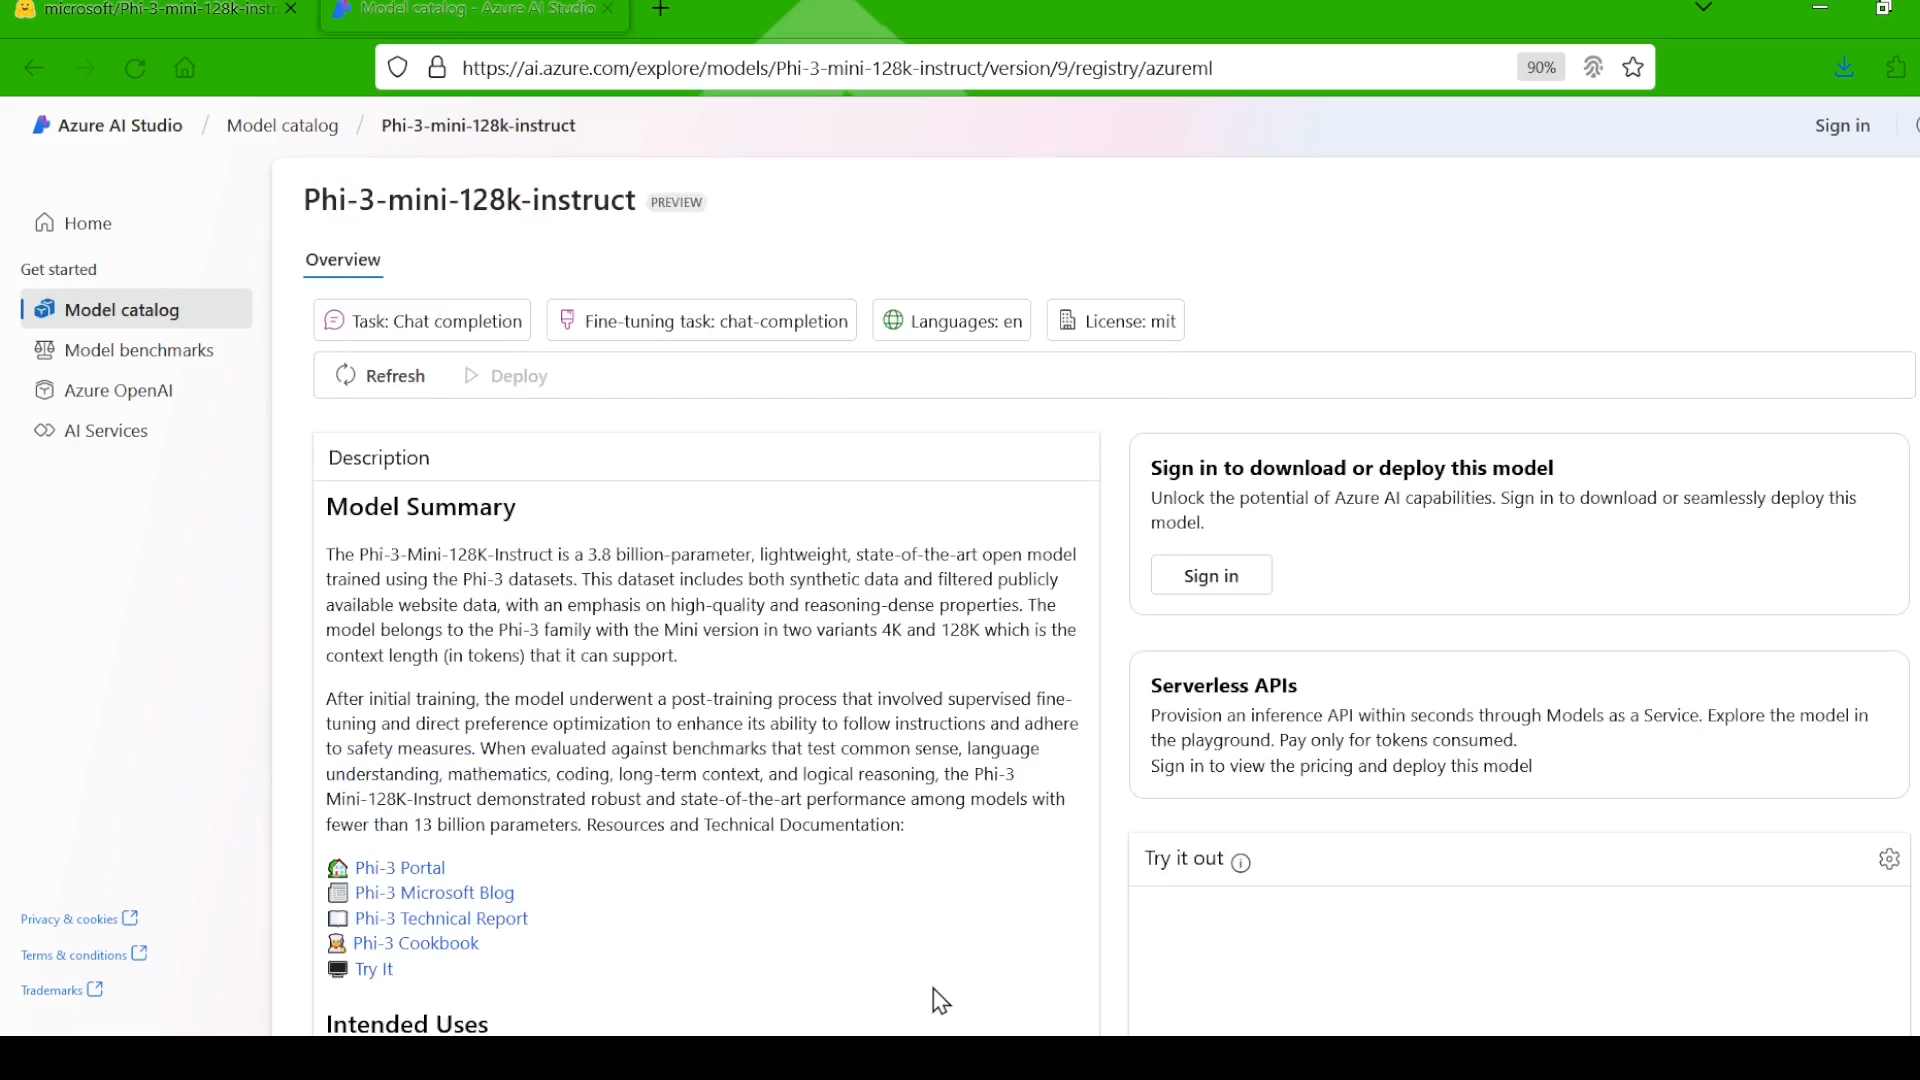 microsoft/Phi-3-mini-128k-instr
Model catalog - Azure AI Studio
https://ai.azure.com/explore/models/Phi-3-mini-128k-instruct/version/9/registry/azureml
90%
Azure AI Studio / Model catalog / Phi-3-mini-128k-instruct
Sign in
Home
Get started
Model catalog
Model benchmarks
Azure OpenAI
AI Services
Privacy & cookies
Terms & conditions
Trademarks
Phi-3-mini-128k-instruct PREVIEW
Overview
Task: Chat completion
Fine-tuning task: chat-completion
Languages: en
License: mit
Refresh
Deploy
Description
Model Summary
The Phi-3-Mini-128K-Instruct is a 3.8 billion-parameter, lightweight, state-of-the-art open model
trained using the Phi-3 datasets. This dataset includes both synthetic data and filtered publicly
available website data, with an emphasis on high-quality and reasoning-dense properties. The
model belongs to the Phi-3 family with the Mini version in two variants 4K and 128K which is the
context length (in tokens) that it can support.
After initial training, the model underwent a post-training process that involved supervised fine-
tuning and direct preference optimization to enhance its ability to follow instructions and adhere
to safety measures. When evaluated against benchmarks that test common sense, language
understanding, mathematics, coding, long-term context, and logical reasoning, the Phi-3
Mini-128K-Instruct demonstrated robust and state-of-the-art performance among models with
fewer than 13 billion parameters. Resources and Technical Documentation:
Phi-3 Portal
Phi-3 Microsoft Blog
Phi-3 Technical Report
Phi-3 Cookbook
Try It
Intended Uses
Sign in to download or deploy this model
Unlock the potential of Azure AI capabilities. Sign in to download or seamlessly deploy this
model.
Sign in
Serverless APIs
Provision an inference API within seconds through Models as a Service. Explore the model in
the playground. Pay only for tokens consumed.
Sign in to view the pricing and deploy this model
Try it out